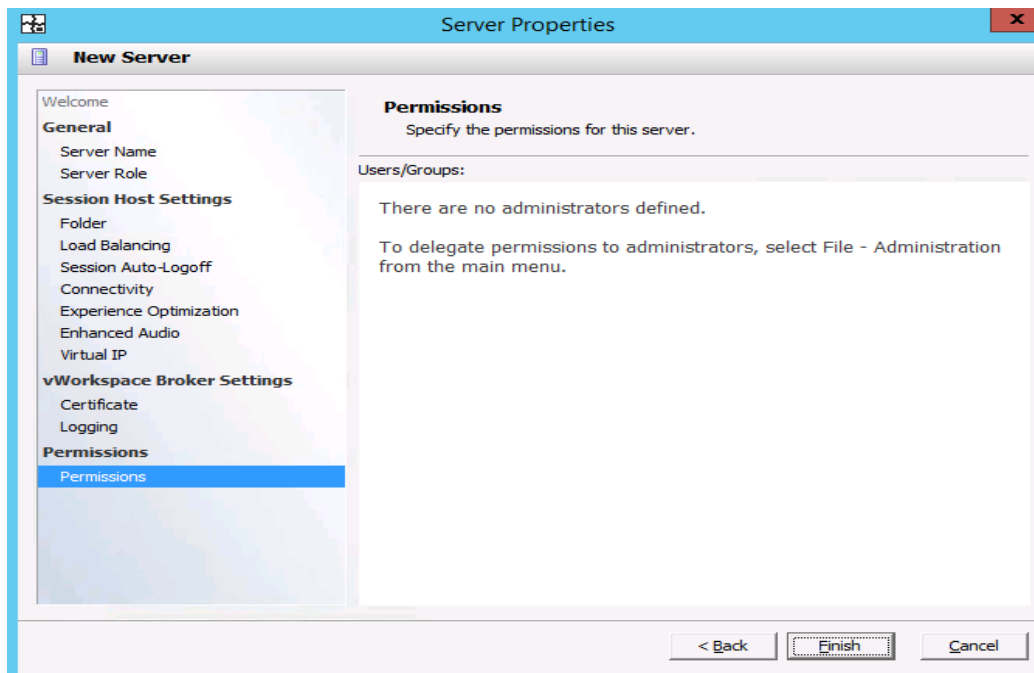 Server Properties
x
New Server
Welcome
General
Server Name
Server Role
Session Host Settings
Folder
Load Balancing
Session Auto-Logoff
Connectivity
Experience Optimization
Enhanced Audio
Virtual IP
vWorkspace Broker Settings
Certificate
Logging
Permissions
Permissions
Permissions
Specify the permissions for this server.
Users/Groups:
There are no administrators defined.
To delegate permissions to administrators, select File - Administration
from the main menu.
< Back
Finish
Cancel